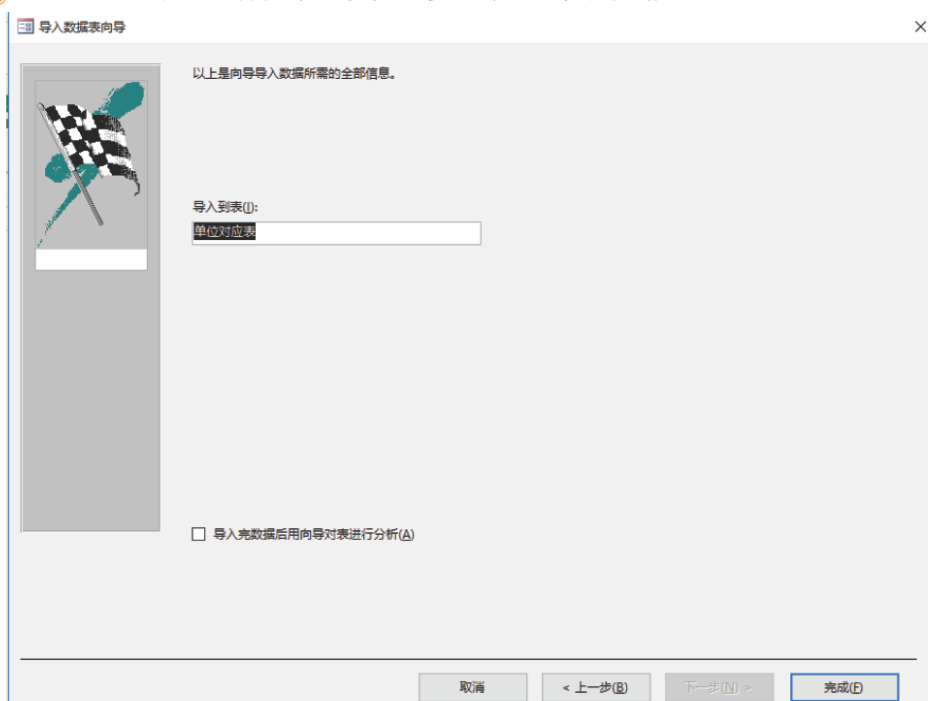 导入数据表向导
以上是向导导入数据所需的全部信息。
导入到表(I):
单位对应表
导入完数据后用向导对表进行分析(A)
取消
< 上一步(B)
下一步(N) >
完成(F)